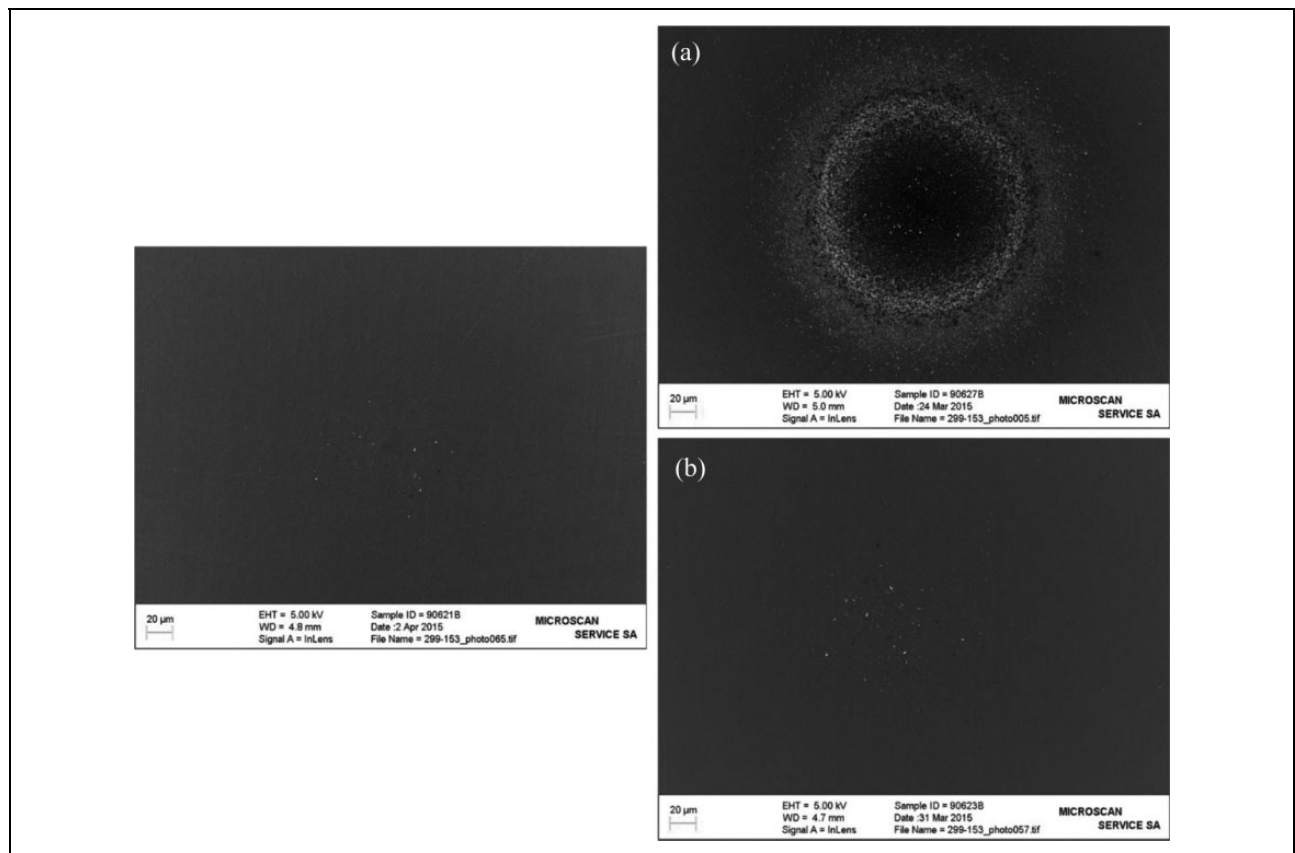 20 µm
EHT = 5.00 kV
WD = 4.8 mm
Signal A = InLens
Sample ID = 90621B
Date :2 Apr 2015
File Name = 299-153_photo065.tif
MICROSCAN
SERVICE SA
(a)
20 µm
EHT = 5.00 kV
WD = 5.0 mm
Signal A = InLens
Sample ID = 90627B
Date :24 Mar 2015
File Name = 299-153_photo005.tif
MICROSCAN
SERVICE SA
(b)
20 µm
EHT = 5.00 kV
WD = 4.7 mm
Signal A = InLens
Sample ID = 90623B
Date :31 Mar 2015
File Name = 299-153_photo057.tif
MICROSCAN
SERVICE SA